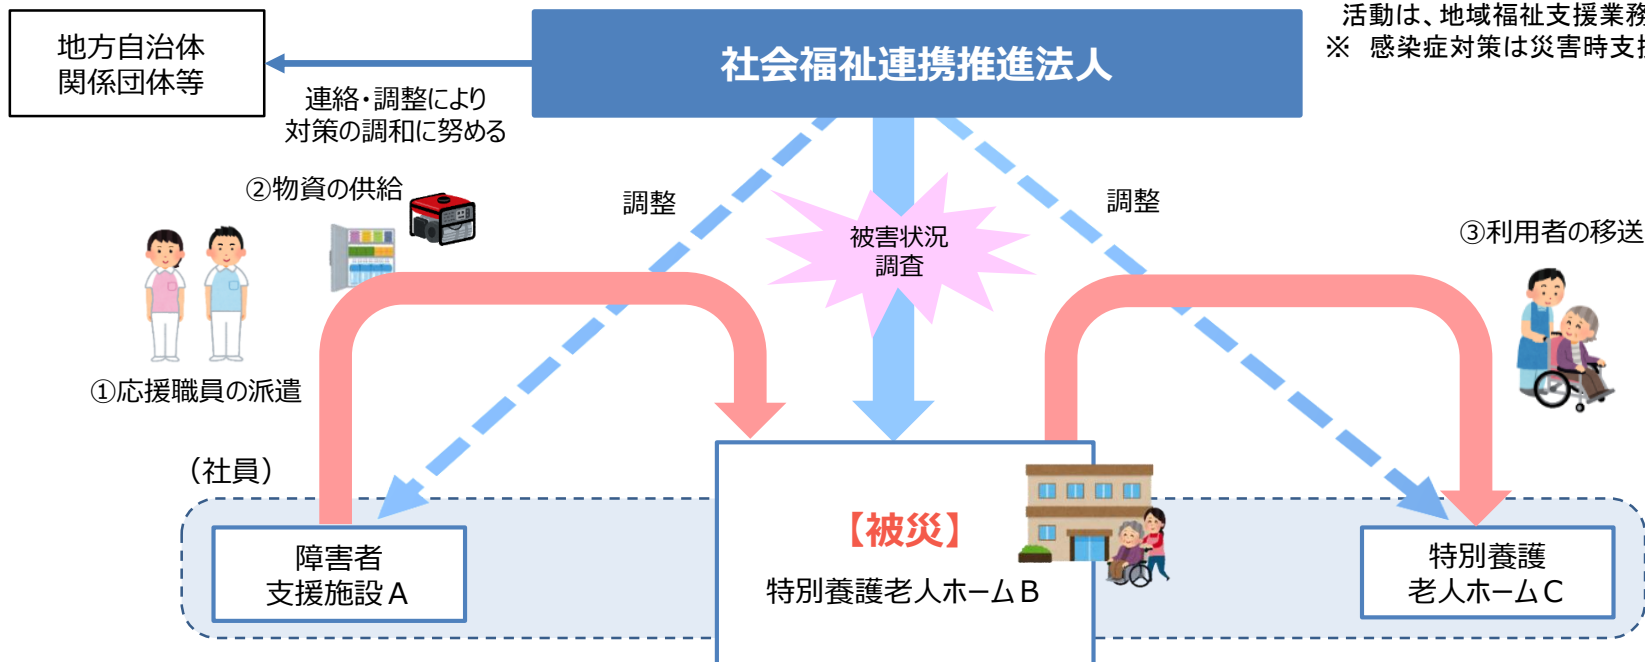 地方自治体
関係団体等
社会福祉連携推進法人
活動は、地域福祉支援業務
※ 感染症対策は災害時支援
連絡・調整により
対策の調和に努める
②物資の供給
調整
調整
被害状況
調査
③利用者の移送
①応援職員の派遣
（社員）
障害者
支援施設A
【被災】
特別養護老人ホームB
特別養護
老人ホームC